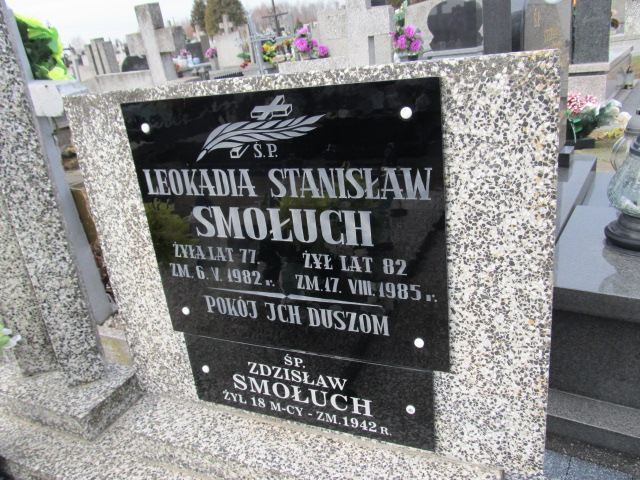 Ś.P.
LEOKADIA STANISŁAW
SMOŁUCH
ŻYŁA LAT 77 ŻYŁ LAT 82
ZM. 6. V. 1982 r. ZM. 17. VIII. 1985 r.
POKÓJ JCH DUSZOM
ŚP.
ZDZISŁAW
SMOŁUCH
ŻYŁ 18 M-CY - ZM. 1942 R.